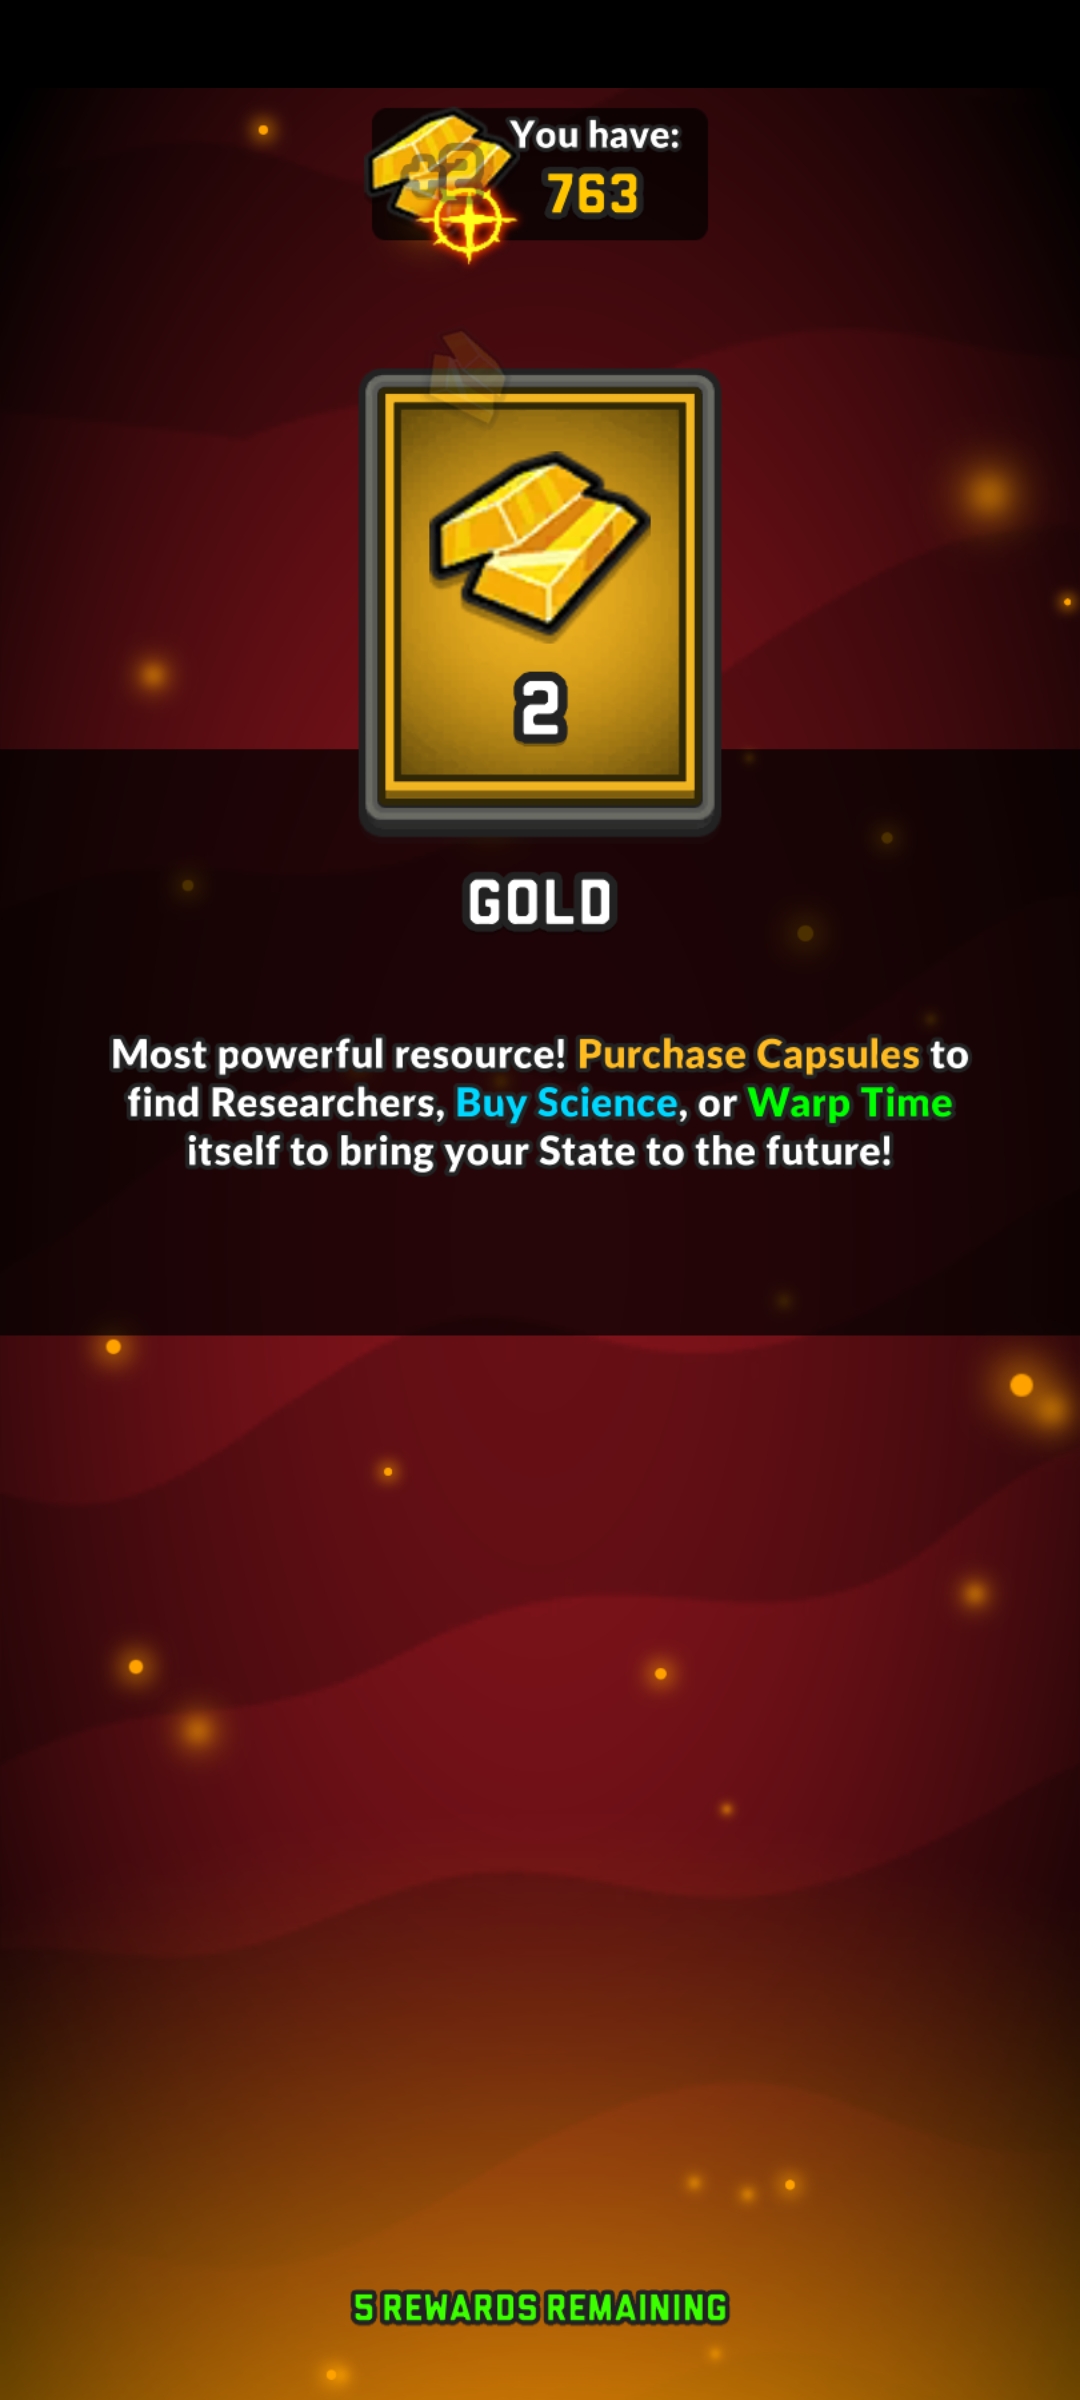 You have:
+2
763
2
GOLD
Most powerful resource! Purchase Capsules to
find Researchers, Buy Science, or Warp Time
itself to bring your State to the future!
5 REWARDS REMAINING